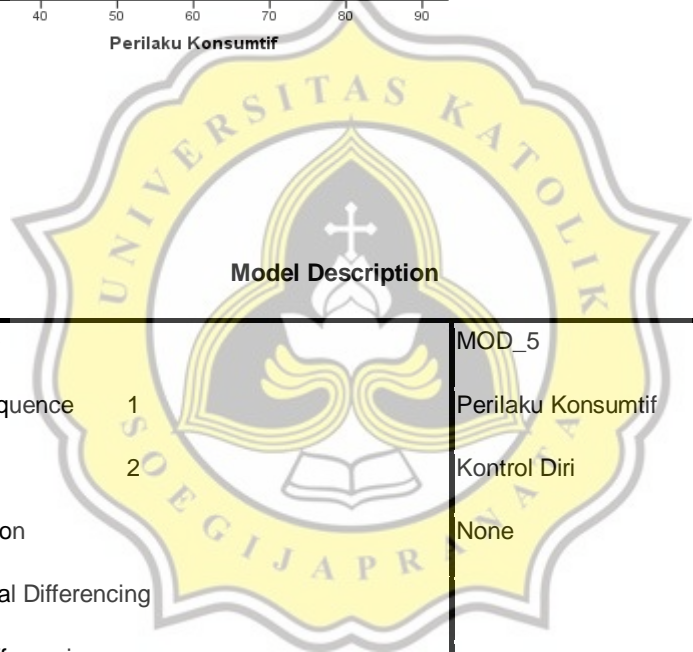 40 50 60 70 80 90
Perilaku Konsumtif
UNIVERSITAS KATOLIK
SOEGIJAPRANATA
Model Description
MOD_5
quence 1 Perilaku Konsumtif
2 Kontrol Diri
on None
al Differencing